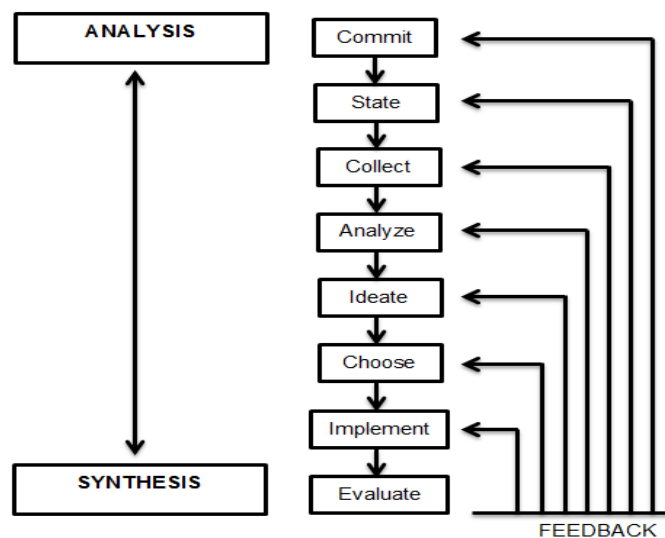 ANALYSIS
Commit
State
Collect
Analyze
Ideate
Choose
Implement
SYNTHESIS
Evaluate
FEEDBACK